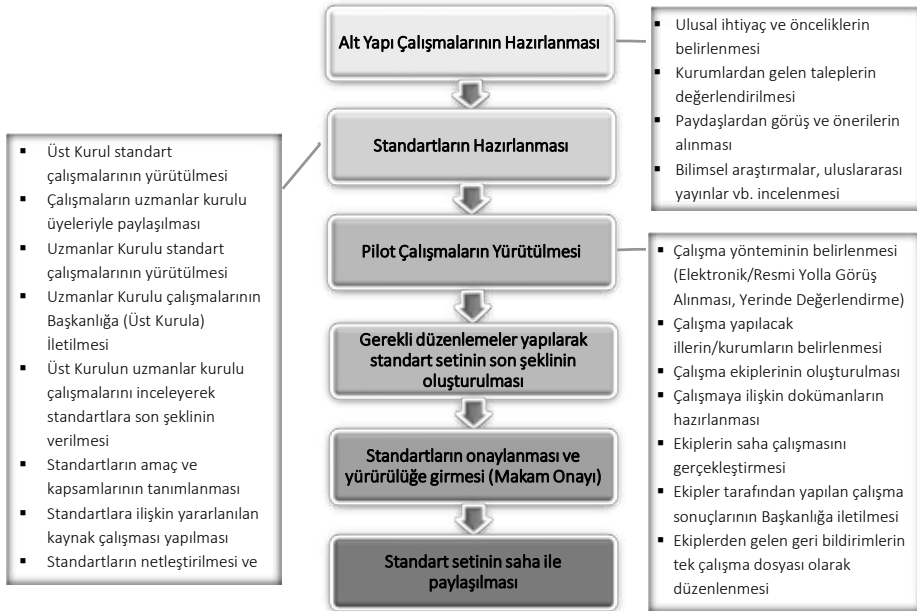 Alt Yapı Çalışmalarının Hazırlanması
▪ Ulusal ihtiyaç ve önceliklerin
belirlenmesi
▪ Kurumlardan gelen taleplerin
değerlendirilmesi
▪ Paydaşlardan görüş ve önerilerin
alınması
▪ Bilimsel araştırmalar, uluslararası
yayınlar vb. incelenmesi
Standartların Hazırlanması
▪ Üst Kurul standart
çalışmalarının yürütülmesi
▪ Çalışmaların uzmanlar kurulu
üyeleriyle paylaşılması
▪ Uzmanlar Kurulu standart
çalışmalarının yürütülmesi
▪ Uzmanlar Kurulu çalışmalarının
Başkanlığa (Üst Kurula)
İletilmesi
▪ Üst Kurulun uzmanlar kurulu
çalışmalarını inceleyerek
standartlara son şeklinin
verilmesi
▪ Standartların amaç ve
kapsamlarının tanımlanması
▪ Standartlara ilişkin yararlanılan
kaynak çalışması yapılması
▪ Standartların netleştirilmesi ve
Pilot Çalışmaların Yürütülmesi
▪ Çalışma yönteminin belirlenmesi
(Elektronik/Resmi Yolla Görüş
Alınması, Yerinde Değerlendirme)
▪ Çalışma yapılacak
illerin/kurumların belirlenmesi
▪ Çalışma ekiplerinin oluşturulması
▪ Çalışmaya ilişkin dokümanların
hazırlanması
▪ Ekiplerin saha çalışmasını
gerçekleştirmesi
▪ Ekipler tarafından yapılan çalışma
sonuçlarının Başkanlığa iletilmesi
▪ Ekiplerden gelen geri bildirimlerin
tek çalışma dosyası olarak
düzenlenmesi
Gerekli düzenlemeler yapılarak
standart setinin son şeklinin
oluşturulması
Standartların onaylanması ve
yürürülüğe girmesi (Makam Onayı)
Standart setinin saha ile
paylaşılması